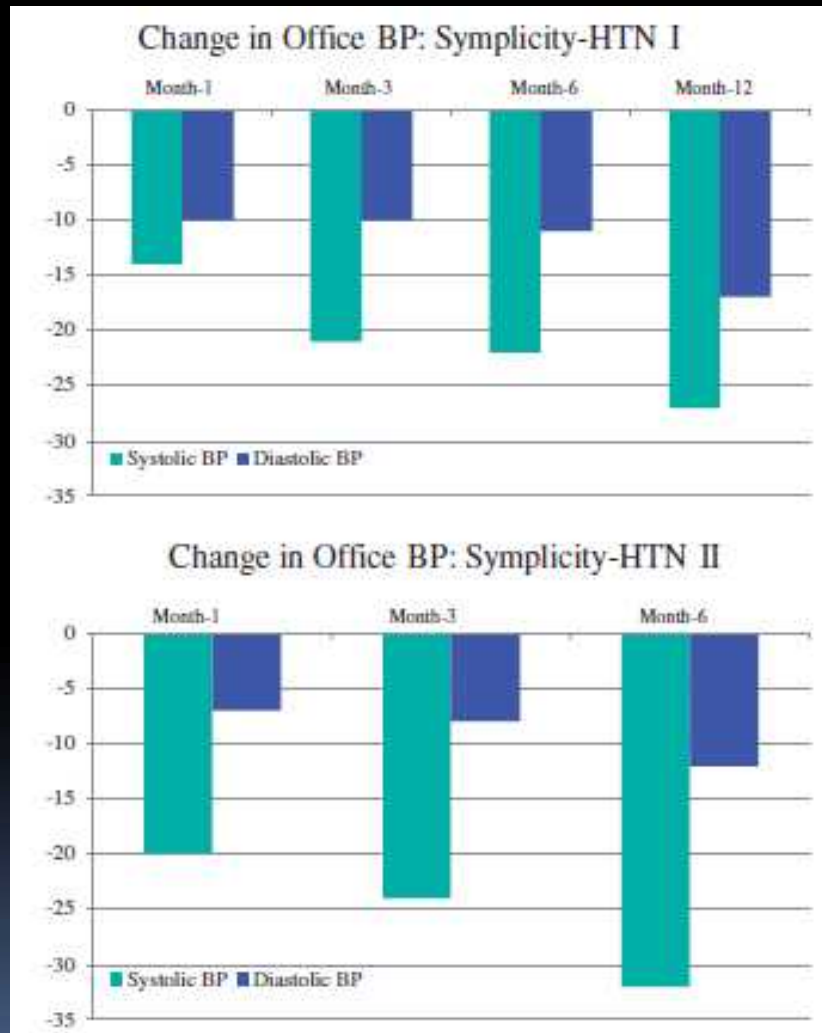 Change in Office BP: Symplicity-HTN I
Month-1 Month-3 Month-6 Month-12
0
-5
-10
-15
-20
-25
-30
Systolic BP Diastolic BP
-35
Change in Office BP: Symplicity-HTN II
Month-1 Month-3 Month-6
0
-5
-10
-15
-20
-25
-30
Systolic BP Diastolic BP
-35